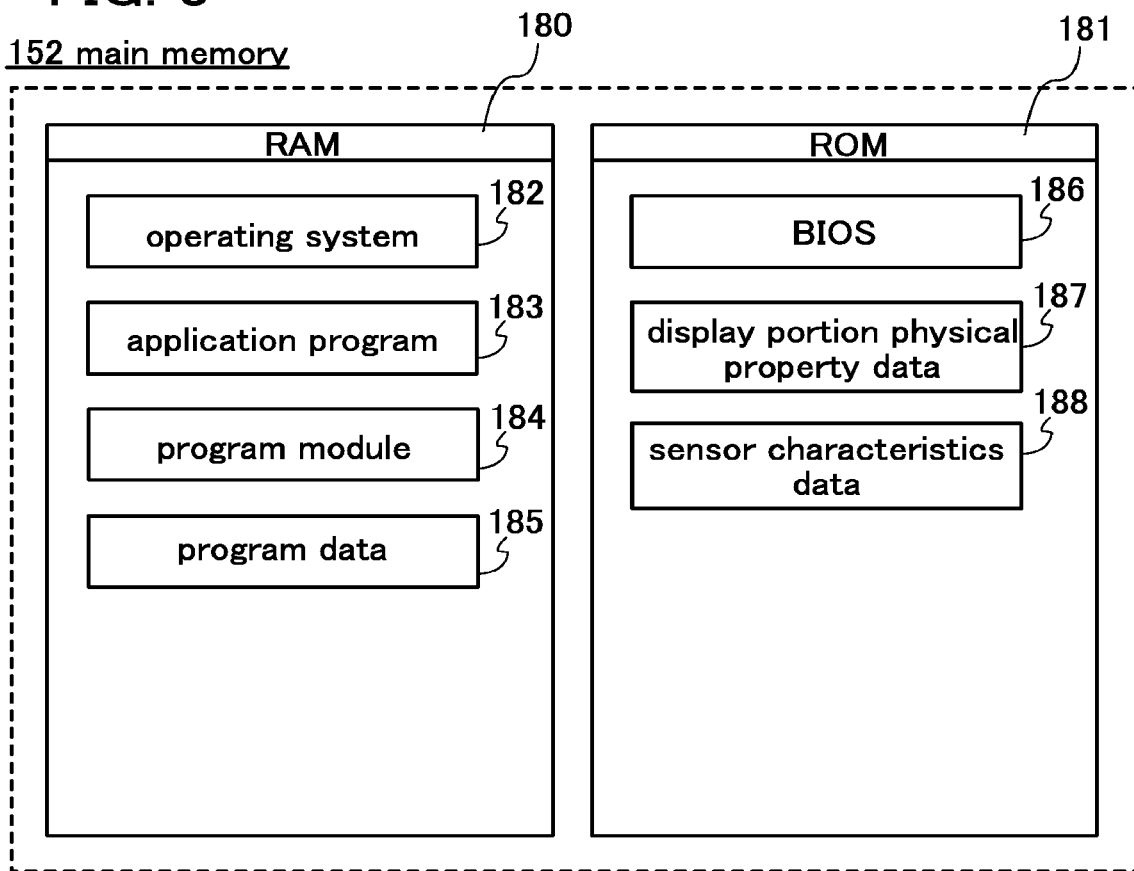 152 main memory
180
181
RAM
182
operating system
183
application program
184
program module
185
program data
ROM
186
BIOS
187
display portion physical
property data
188
sensor characteristics
data